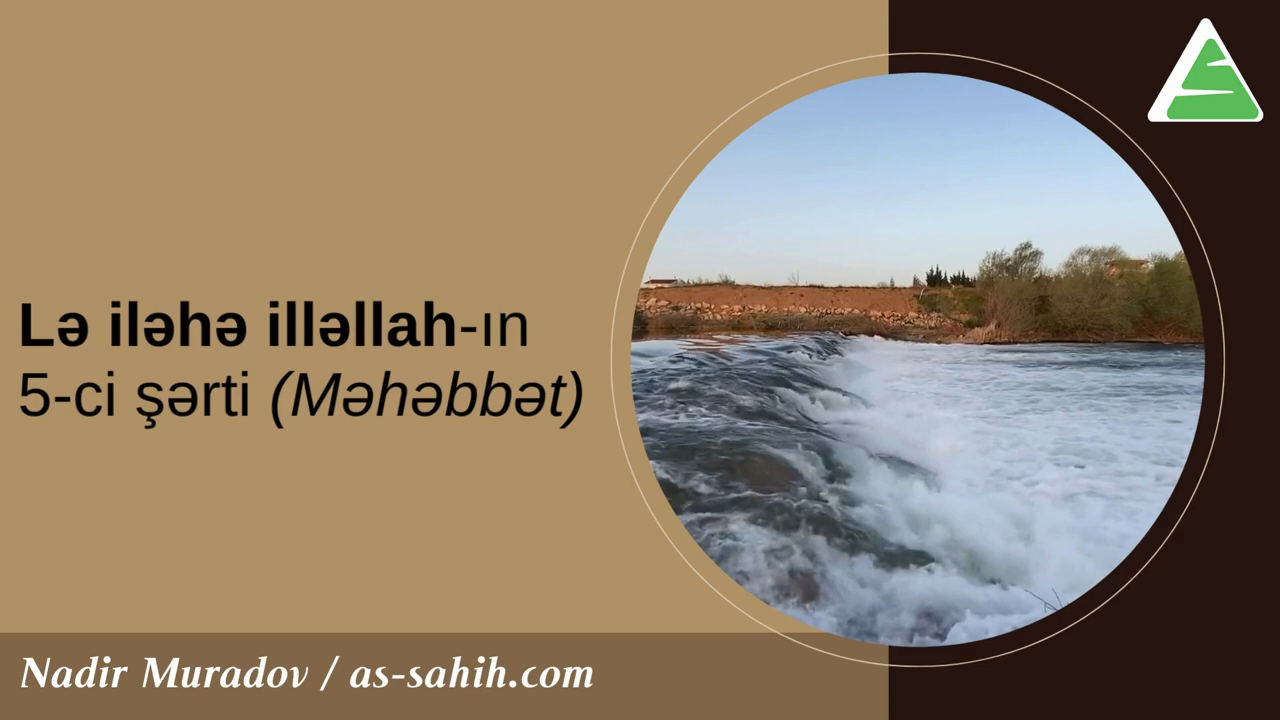 Lə iləhə illəllah-ın
5-ci şərti (Məhəbbət)
Nadir Muradov / as-sahih.com